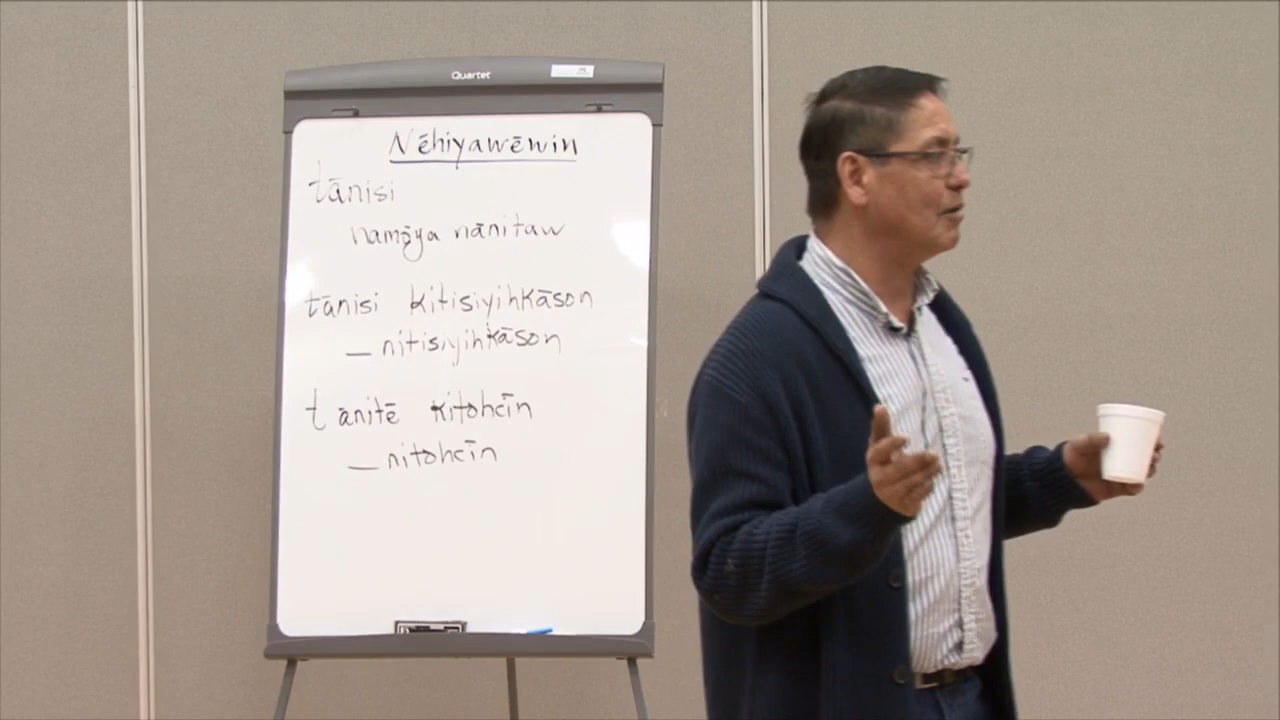 Quartet
Nēhiyawēwin
tānisi
namōya nānitaw
tānisi kitisiyihkāson
_ nitisiyihkāson
tānitē kitohcīn
_ nitohcīn